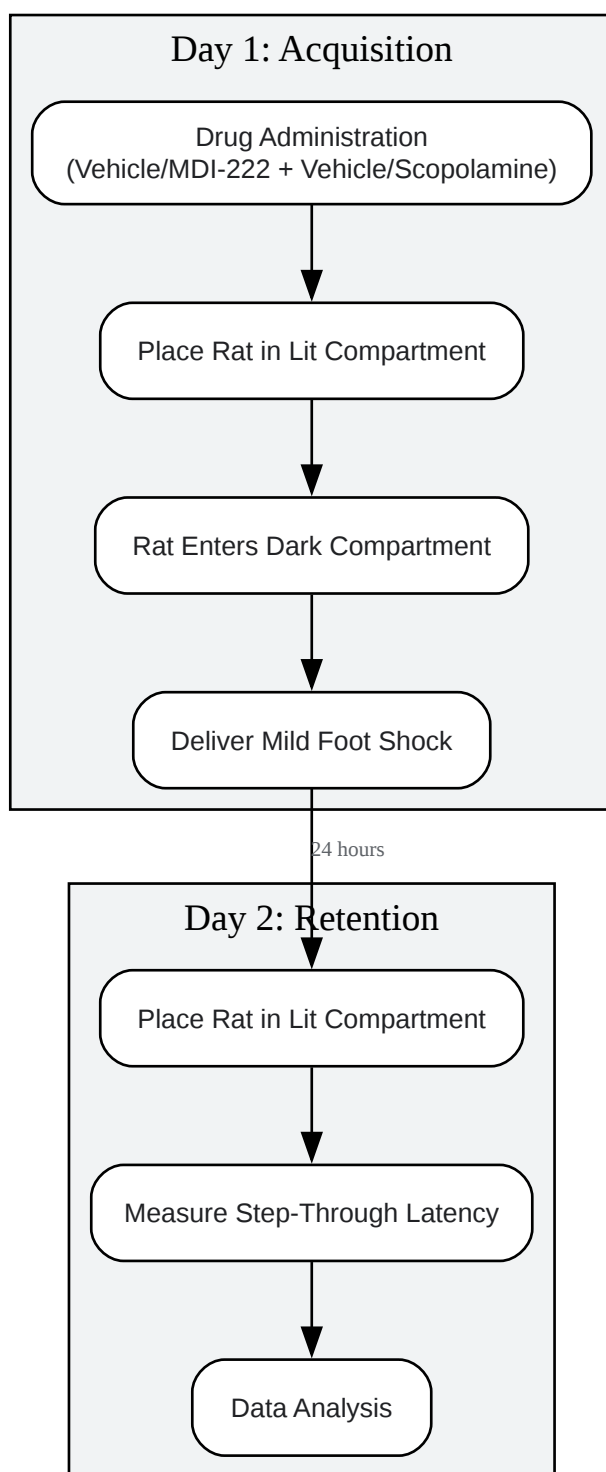 Day 1: Acquisition
Drug Administration
(Vehicle/MDI-222 + Vehicle/Scopolamine)
Place Rat in Lit Compartment
Rat Enters Dark Compartment
Deliver Mild Foot Shock
24 hours
Day 2: Retention
Place Rat in Lit Compartment
Measure Step-Through Latency
Data Analysis